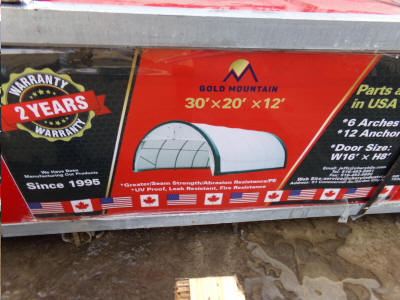 WARRANTY
2 YEARS
WARRANTY
We Have Been
Manufacturing Our Products
Since 1995
GOLD MOUNTAIN
30'×20'×12'
*Greater/Seam Strength/Abrasion Resistance/PE
*UV Proof, Leak Resistant, Fire Resistance
Parts a
in USA
*6 Arches
*12 Anchor
*Door Size:
W16' x H8'